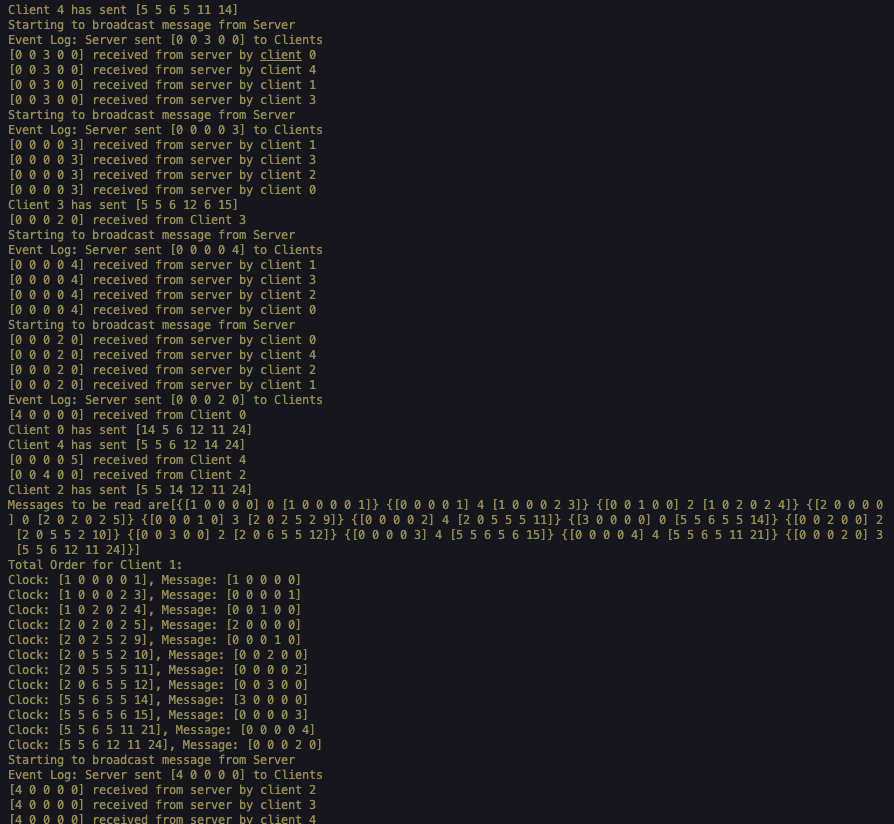 Client 4 has sent [5 5 6 5 11 14]
Starting to broadcast message from Server
Event Log: Server sent [0 0 3 0 0] to Clients
[0 0 3 0 0] received from server by client 0
[0 0 3 0 0] received from server by client 4
[0 0 3 0 0] received from server by client 1
[0 0 3 0 0] received from server by client 3
Starting to broadcast message from Server
Event Log: Server sent [0 0 0 0 3] to Clients
[0 0 0 0 3] received from server by client 1
[0 0 0 0 3] received from server by client 3
[0 0 0 0 3] received from server by client 2
[0 0 0 0 3] received from server by client 0
Client 3 has sent [5 5 6 12 6 15]
[0 0 0 2 0] received from Client 3
Starting to broadcast message from Server
Event Log: Server sent [0 0 0 0 4] to Clients
[0 0 0 0 4] received from server by client 1
[0 0 0 0 4] received from server by client 3
[0 0 0 0 4] received from server by client 2
[0 0 0 0 4] received from server by client 0
Starting to broadcast message from Server
[0 0 0 2 0] received from server by client 0
[0 0 0 2 0] received from server by client 4
[0 0 0 2 0] received from server by client 2
[0 0 0 2 0] received from server by client 1
Event Log: Server sent [0 0 0 2 0] to Clients
[4 0 0 0 0] received from Client 0
Client 0 has sent [14 5 6 12 11 24]
Client 4 has sent [5 5 6 12 14 24]
[0 0 0 0 5] received from Client 4
[0 0 4 0 0] received from Client 2
Client 2 has sent [5 5 14 12 11 24]
Messages to be read are[{[1 0 0 0 0] 0 [1 0 0 0 0 1]} {[0 0 0 0 1] 4 [1 0 0 0 2 3]} {[0 0 1 0 0] 2 [1 0 2 0 2 4]} {[2 0 0 0 0
] 0 [2 0 2 0 2 5]} {[0 0 0 1 0] 3 [2 0 2 5 2 9]} {[0 0 0 0 2] 4 [2 0 5 5 5 11]} {[3 0 0 0 0] 0 [5 5 6 5 5 14]} {[0 0 2 0 0] 2
[2 0 5 5 2 10]} {[0 0 3 0 0] 2 [2 0 6 5 5 12]} {[0 0 0 0 3] 4 [5 5 6 5 6 15]} {[0 0 0 0 4] 4 [5 5 6 5 11 21]} {[0 0 0 2 0] 3
[5 5 6 12 11 24]}]
Total Order for Client 1:
Clock: [1 0 0 0 0 1], Message: [1 0 0 0 0]
Clock: [1 0 0 0 2 3], Message: [0 0 0 0 1]
Clock: [1 0 2 0 2 4], Message: [0 0 1 0 0]
Clock: [2 0 2 0 2 5], Message: [2 0 0 0 0]
Clock: [2 0 2 5 2 9], Message: [0 0 0 1 0]
Clock: [2 0 5 5 2 10], Message: [0 0 2 0 0]
Clock: [2 0 5 5 5 11], Message: [0 0 0 0 2]
Clock: [2 0 6 5 5 12], Message: [0 0 3 0 0]
Clock: [5 5 6 5 5 14], Message: [3 0 0 0 0]
Clock: [5 5 6 5 6 15], Message: [0 0 0 0 3]
Clock: [5 5 6 5 11 21], Message: [0 0 0 0 4]
Clock: [5 5 6 12 11 24], Message: [0 0 0 2 0]
Starting to broadcast message from Server
Event Log: Server sent [4 0 0 0 0] to Clients
[4 0 0 0 0] received from server by client 2
[4 0 0 0 0] received from server by client 3
[4 0 0 0 0] received from server by client 4